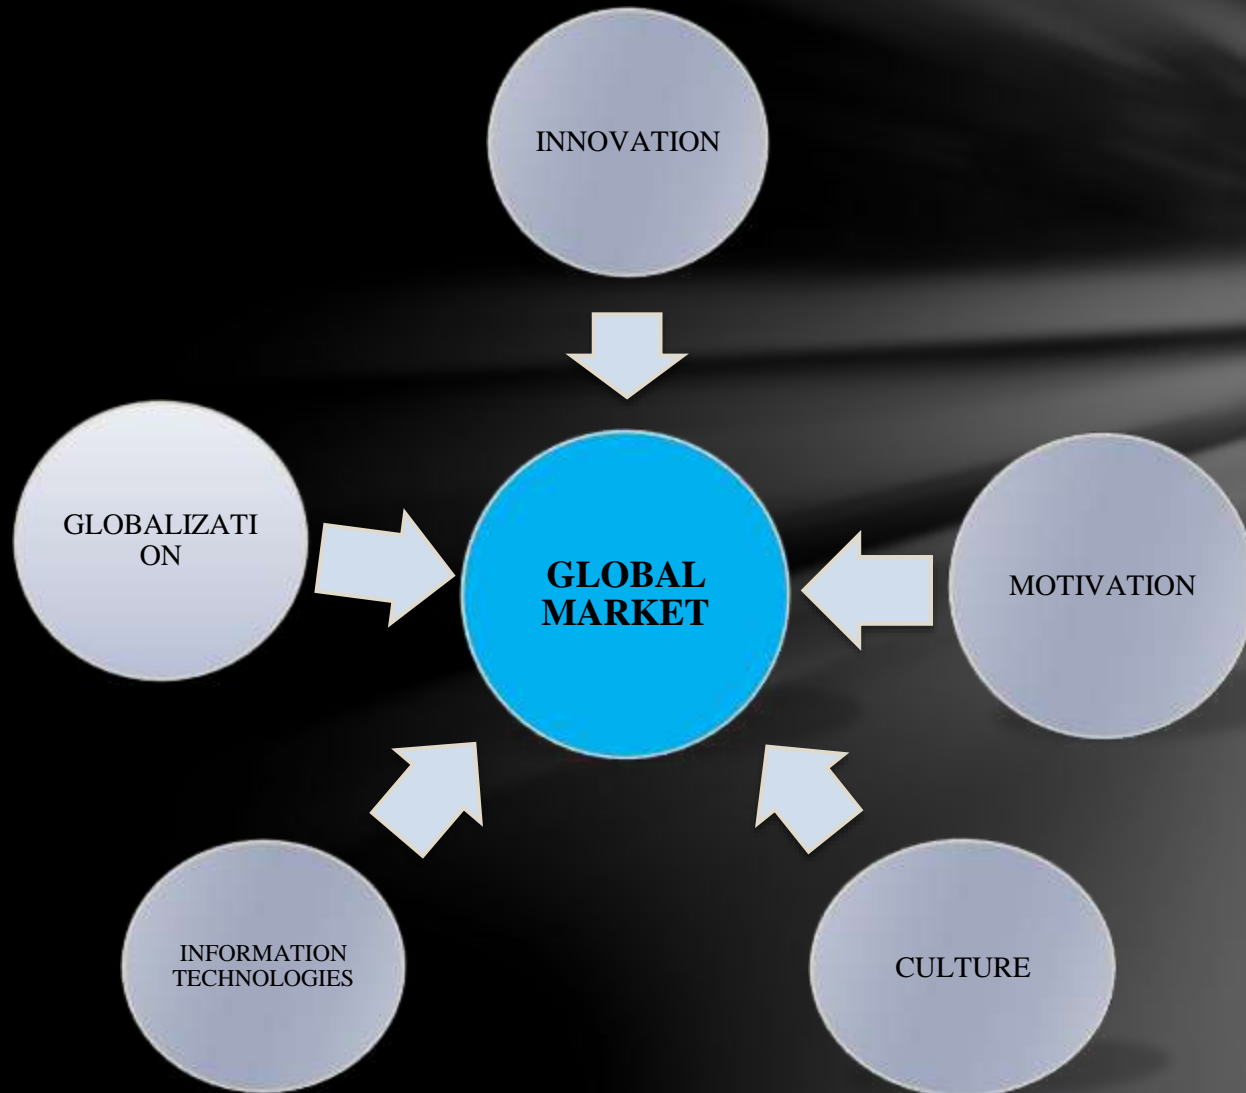 INNOVATION
GLOBALIZATI
ON
GLOBAL
MARKET
MOTIVATION
INFORMATION
TECHNOLOGIES
CULTURE